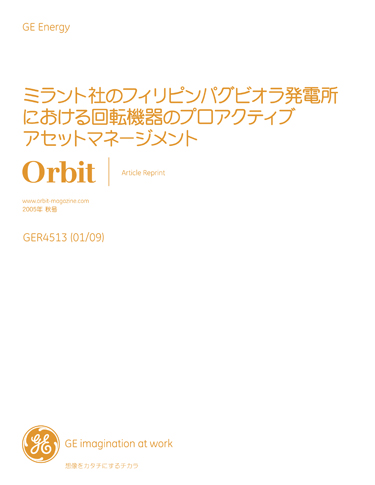 GE Energy
ミラント社のフィリピンパグビオラ発電所
における回転機器のプロアクティブ
アセットマネージメント
Orbit
Article Reprint
www.orbit-magazine.com
2005年 秋号
GER4513 (01/09)
GE imagination at work
想像をカタチにするチカラ